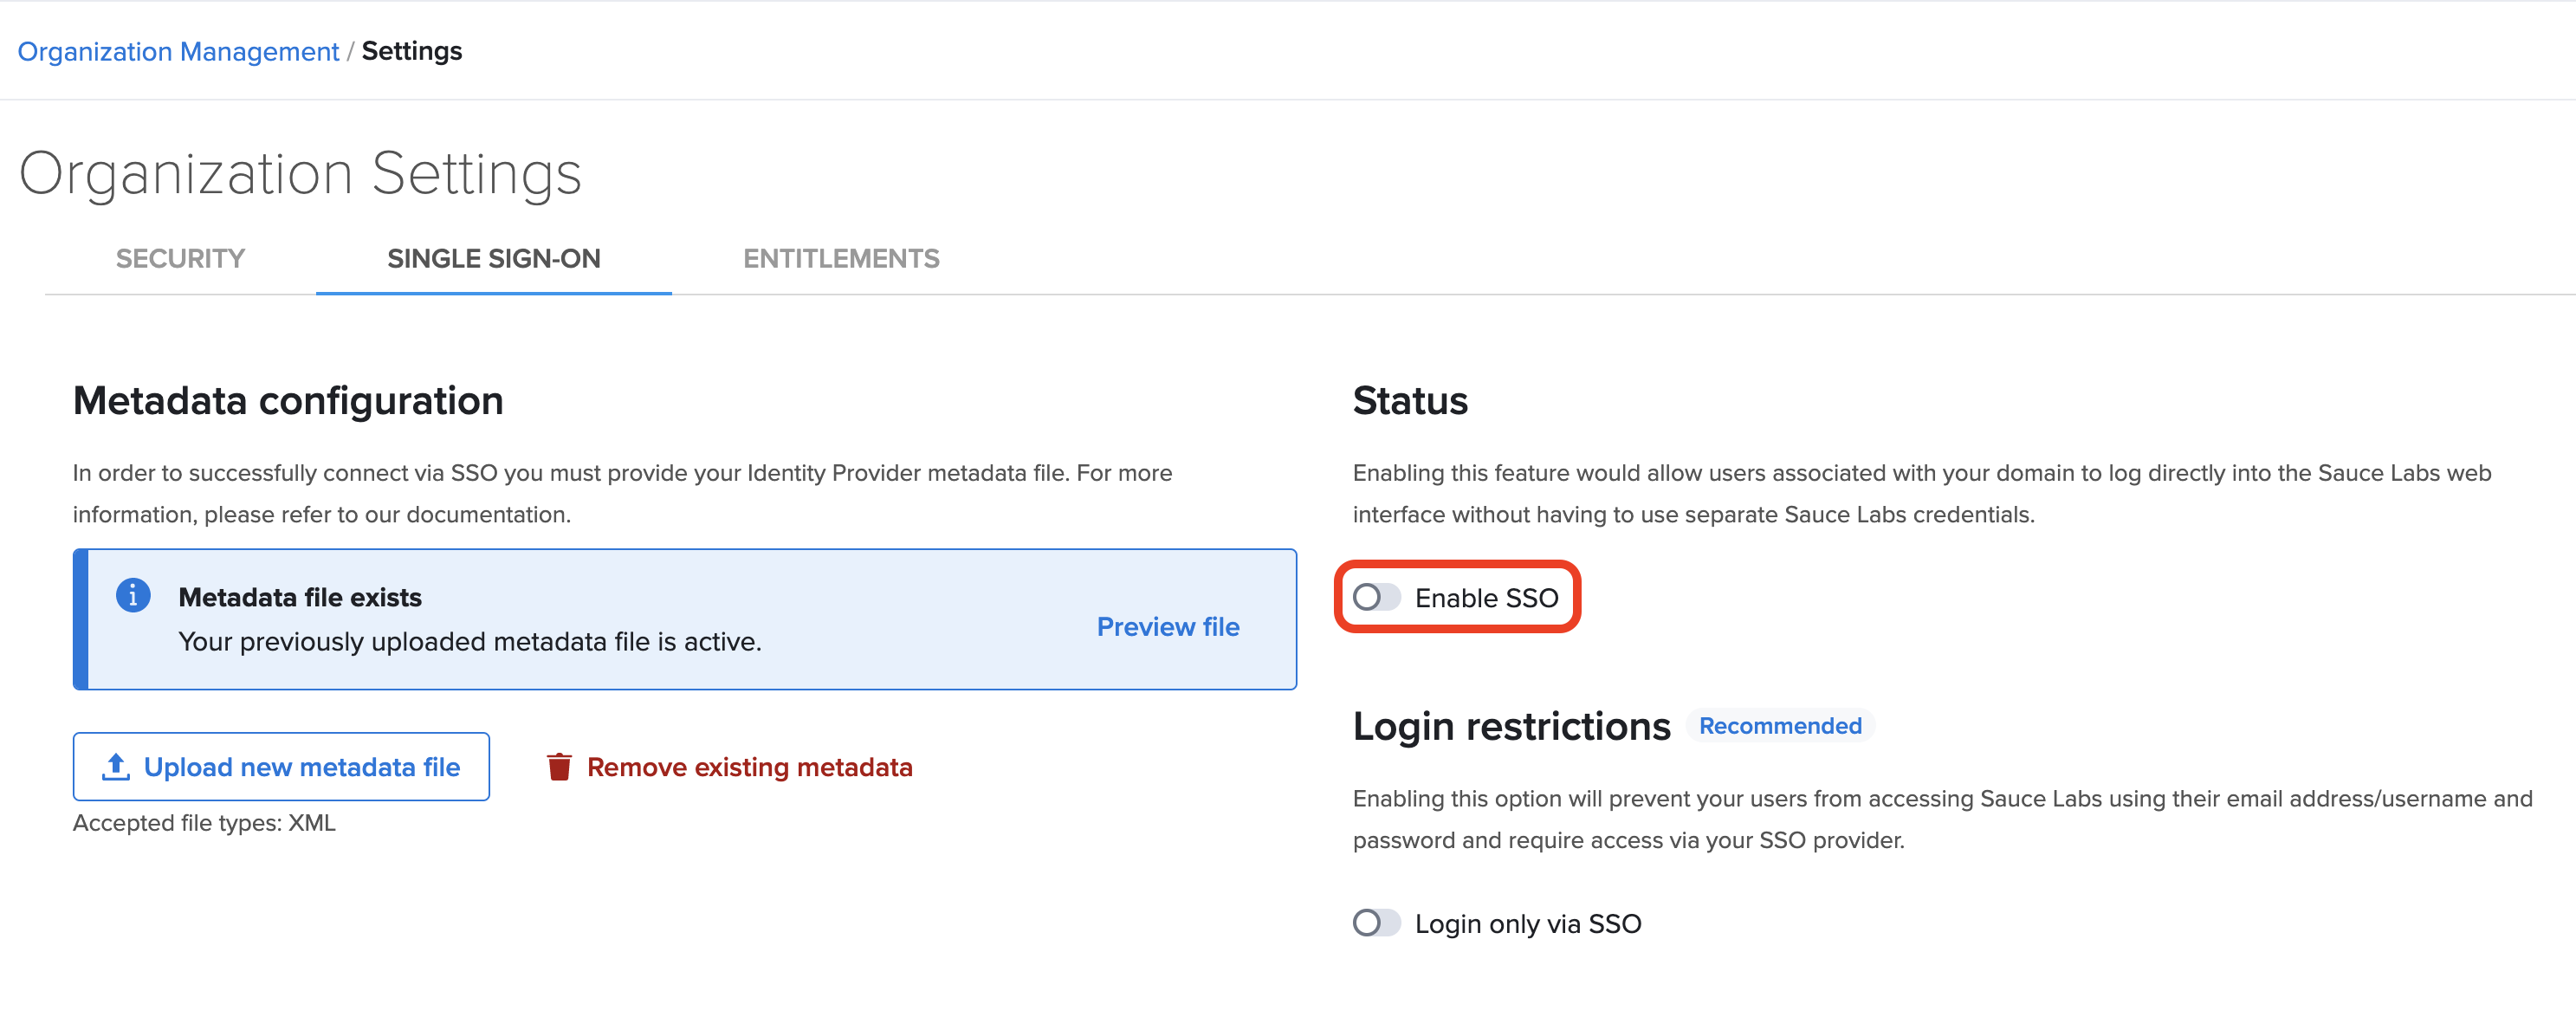 Organization Management / Settings
Organization Settings
SECURITY
SINGLE SIGN-ON
ENTITLEMENTS
Metadata configuration
In order to successfully connect via SSO you must provide your Identity Provider metadata file. For more
information, please refer to our documentation.
Metadata file exists
Your previously uploaded metadata file is active.
Preview file
Upload new metadata file
Remove existing metadata
Accepted file types: XML
Status
Enabling this feature would allow users associated with your domain to log directly into the Sauce Labs web
interface without having to use separate Sauce Labs credentials.
Enable SSO
Login restrictions
Recommended
Enabling this option will prevent your users from accessing Sauce Labs using their email address/username and
password and require access via your SSO provider.
Login only via SSO